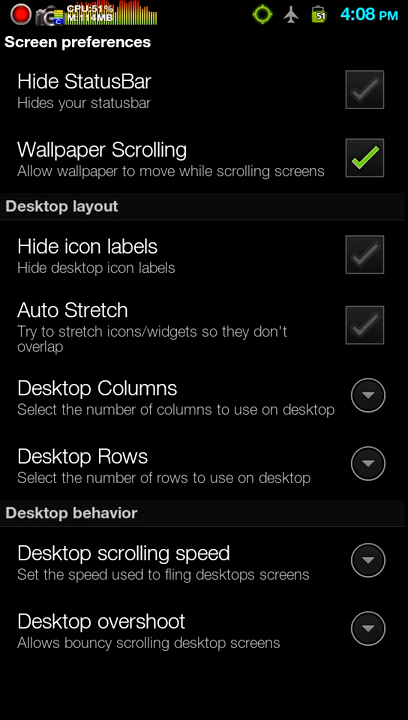 CPU:51%
M:114MB
51
4:08 PM
Screen preferences
Hide StatusBar
Hides your statusbar
Wallpaper Scrolling
Allow wallpaper to move while scrolling screens
Desktop layout
Hide icon labels
Hide desktop icon labels
Auto Stretch
Try to stretch icons/widgets so they don't
overlap
Desktop Columns
Select the number of columns to use on desktop
Desktop Rows
Select the number of rows to use on desktop
Desktop behavior
Desktop scrolling speed
Set the speed used to fling desktops screens
Desktop overshoot
Allows bouncy scrolling desktop screens